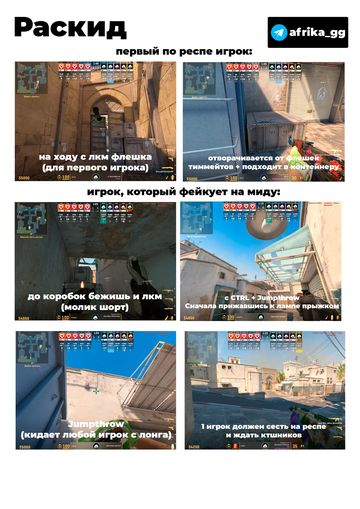 Раскид
afrika_gg
первый по респе игрок:
на ходу с лкм флешка
(для первого игрока)
отворачивается от флешек
тиммейтов + подходит в контейнеру
игрок, который фейкует на миду:
до коробок бежишь и лкм
(молик шорт)
с CTRL + Jumpthrow
Сначала прижавшись к лампе прыжком
Jumpthrow
(кидает любой игрок с лонга)
1 игрок должен сесть на респе
и ждать ктшников